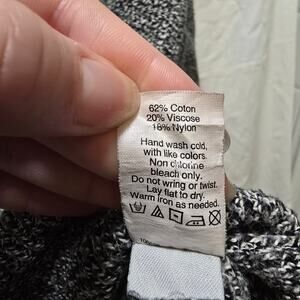 62% Coton
20% Viscose
18% Nylon
Hand wash cold,
with like colors.
Non chlorine
bleach only.
Do not wring or twist.
Lay flat to dry.
Warm iron as needed.